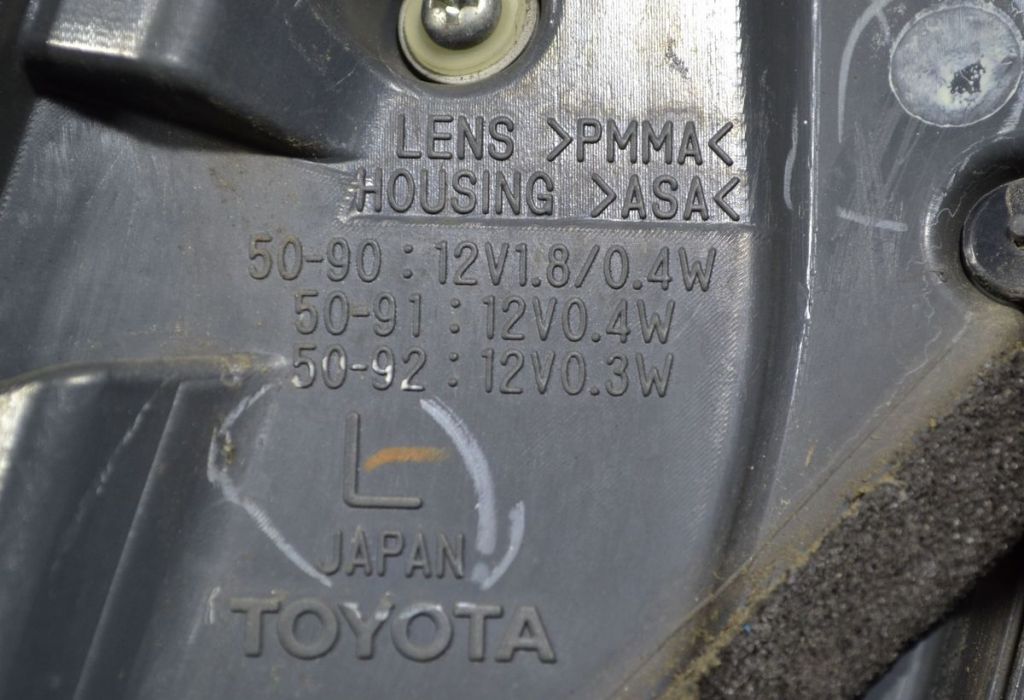 LENS >PMMA<
HOUSING >ASA<
50-90 : 12V1.8/0.4W
50-91 : 12V0.4W
50-92 : 12V0.3W
L
JAPAN
TOYOTA